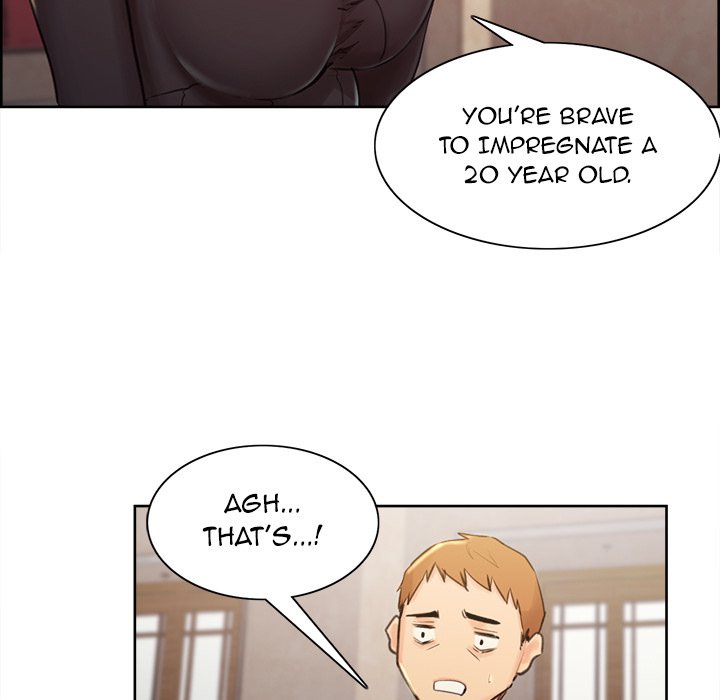 YOU'RE BRAVE
TO IMPREGNATE A
20 YEAR OLD.
AGH...
THAT'S...!